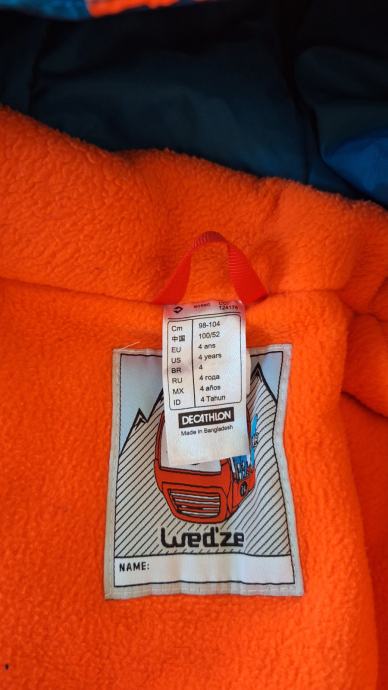 Cm 98-104
中国 100/52
EU 4 ans
US 4 years
BR 4
RU 4 года
MX 4 años
ID 4 Tahun
DECATHLON
Made in Bangladesh
Wed'ze
NAME: